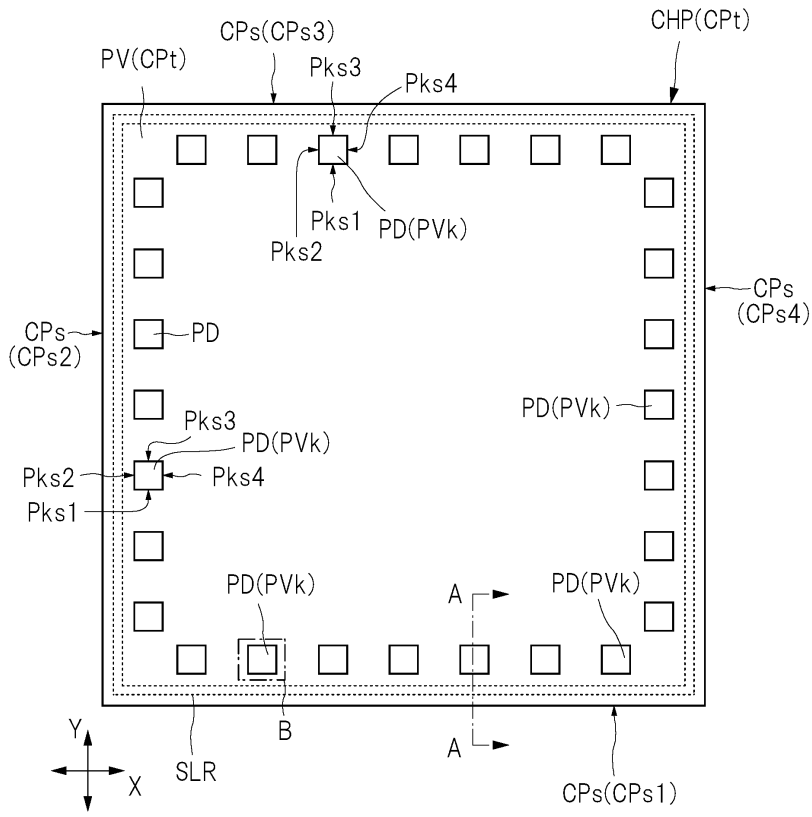 CPs(CPs3)
CHP(CPt)
PV(CPt)
Pks3
Pks4
Pks2
Pks1
PD(PVk)
CPs
(CPs4)
CPs
(CPs2)
PD
PD(PVk)
Pks3
PD(PVk)
Pks2
Pks4
Pks1
PD(PVk)
A
PD(PVk)
Y
X
SLR
B
A
CPs(CPs1)